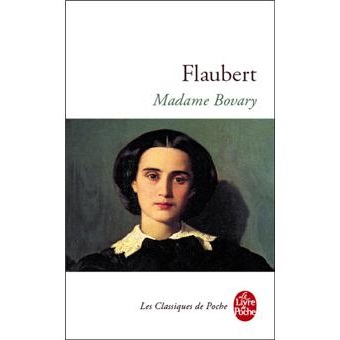 Flaubert
Madame Bovary
Les Classiques de Poche
Le
Livre
de
Poche